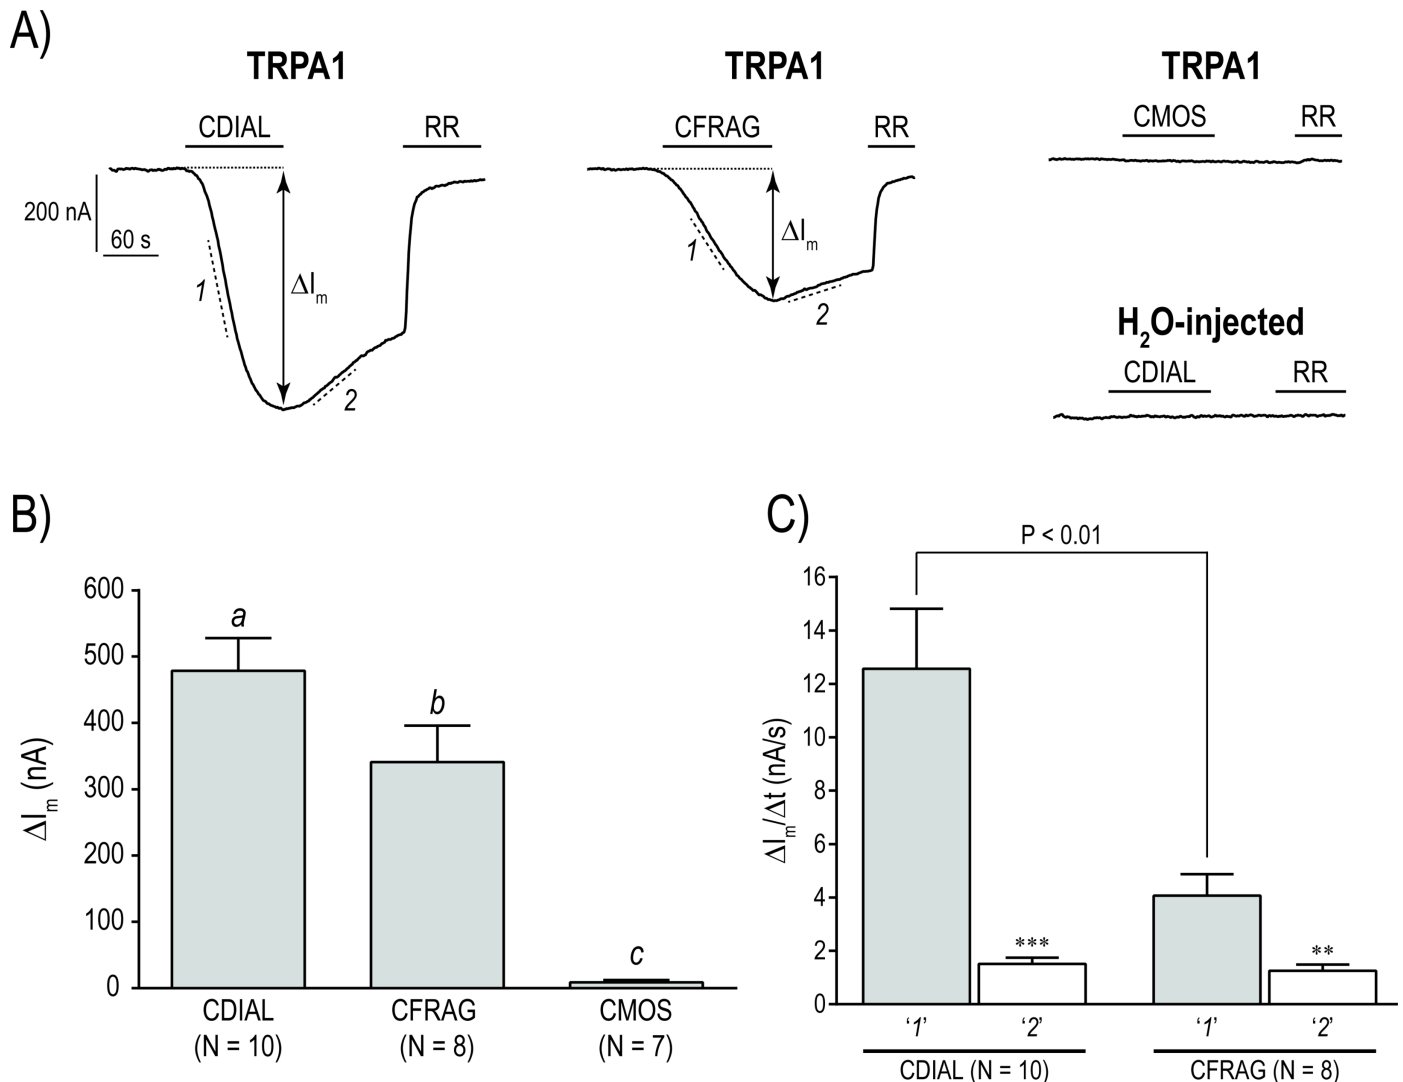 A)
TRPA1
TRPA1
TRPA1
CDIAL
RR
CFRAG
RR
CMOS
RR
200 nA
60 s
1
ΔIm
2
1
ΔIm
2
H2O-injected
CDIAL
RR
B)
600
500
400
300
200
100
0
ΔIm (nA)
a
b
c
CDIAL
(N = 10)
CFRAG
(N = 8)
CMOS
(N = 7)
C)
P < 0.01
16
14
12
10
8
6
4
2
0
ΔIm/Δt (nA/s)
***
**
‘1’
‘2’
‘1’
‘2’
CDIAL (N = 10)
CFRAG (N = 8)